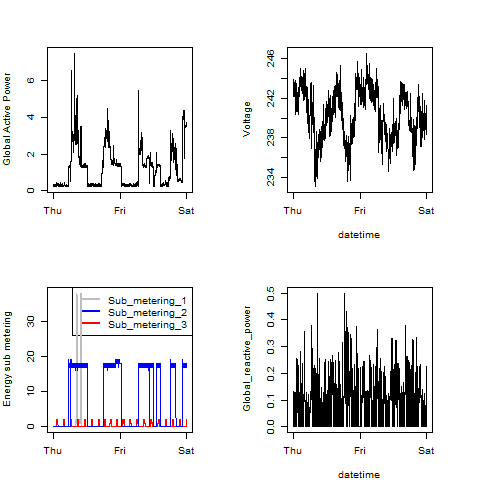 Global Active Power
0 2 4 6
Thu Fri Sat
Voltage
234 238 242 246
Thu Fri Sat
datetime
Energy sub metering
0 10 20 30
Sub_metering_1
Sub_metering_2
Sub_metering_3
Thu Fri Sat
Global_reactive_power
0.0 0.1 0.2 0.3 0.4 0.5
Thu Fri Sat
datetime